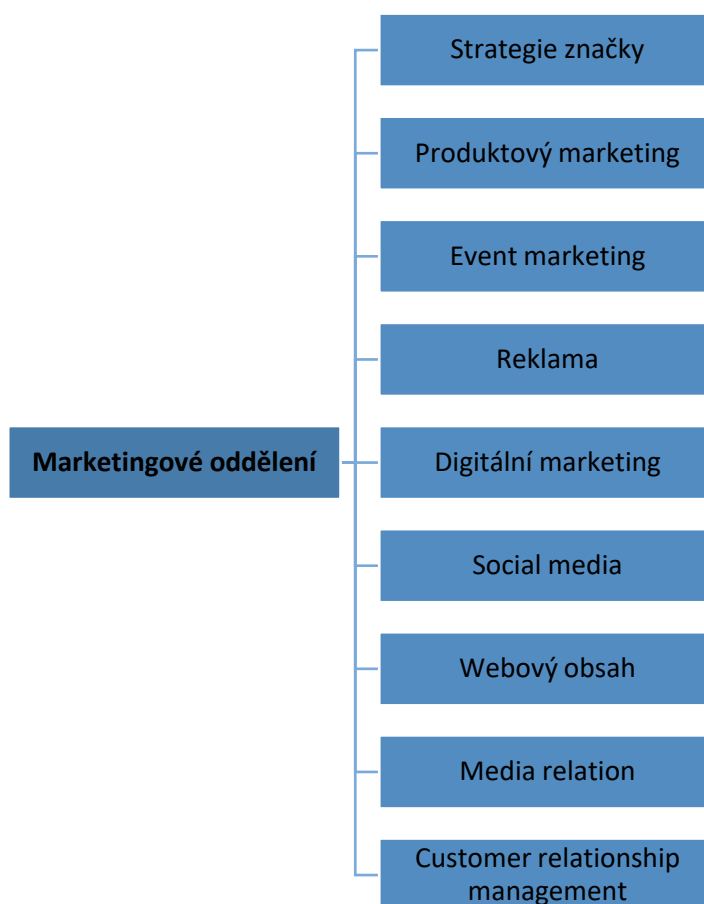 Strategie značky
Produktový marketing
Event marketing
Reklama
Marketingové oddělení
Digitální marketing
Social media
Webový obsah
Media relation
Customer relationship
management